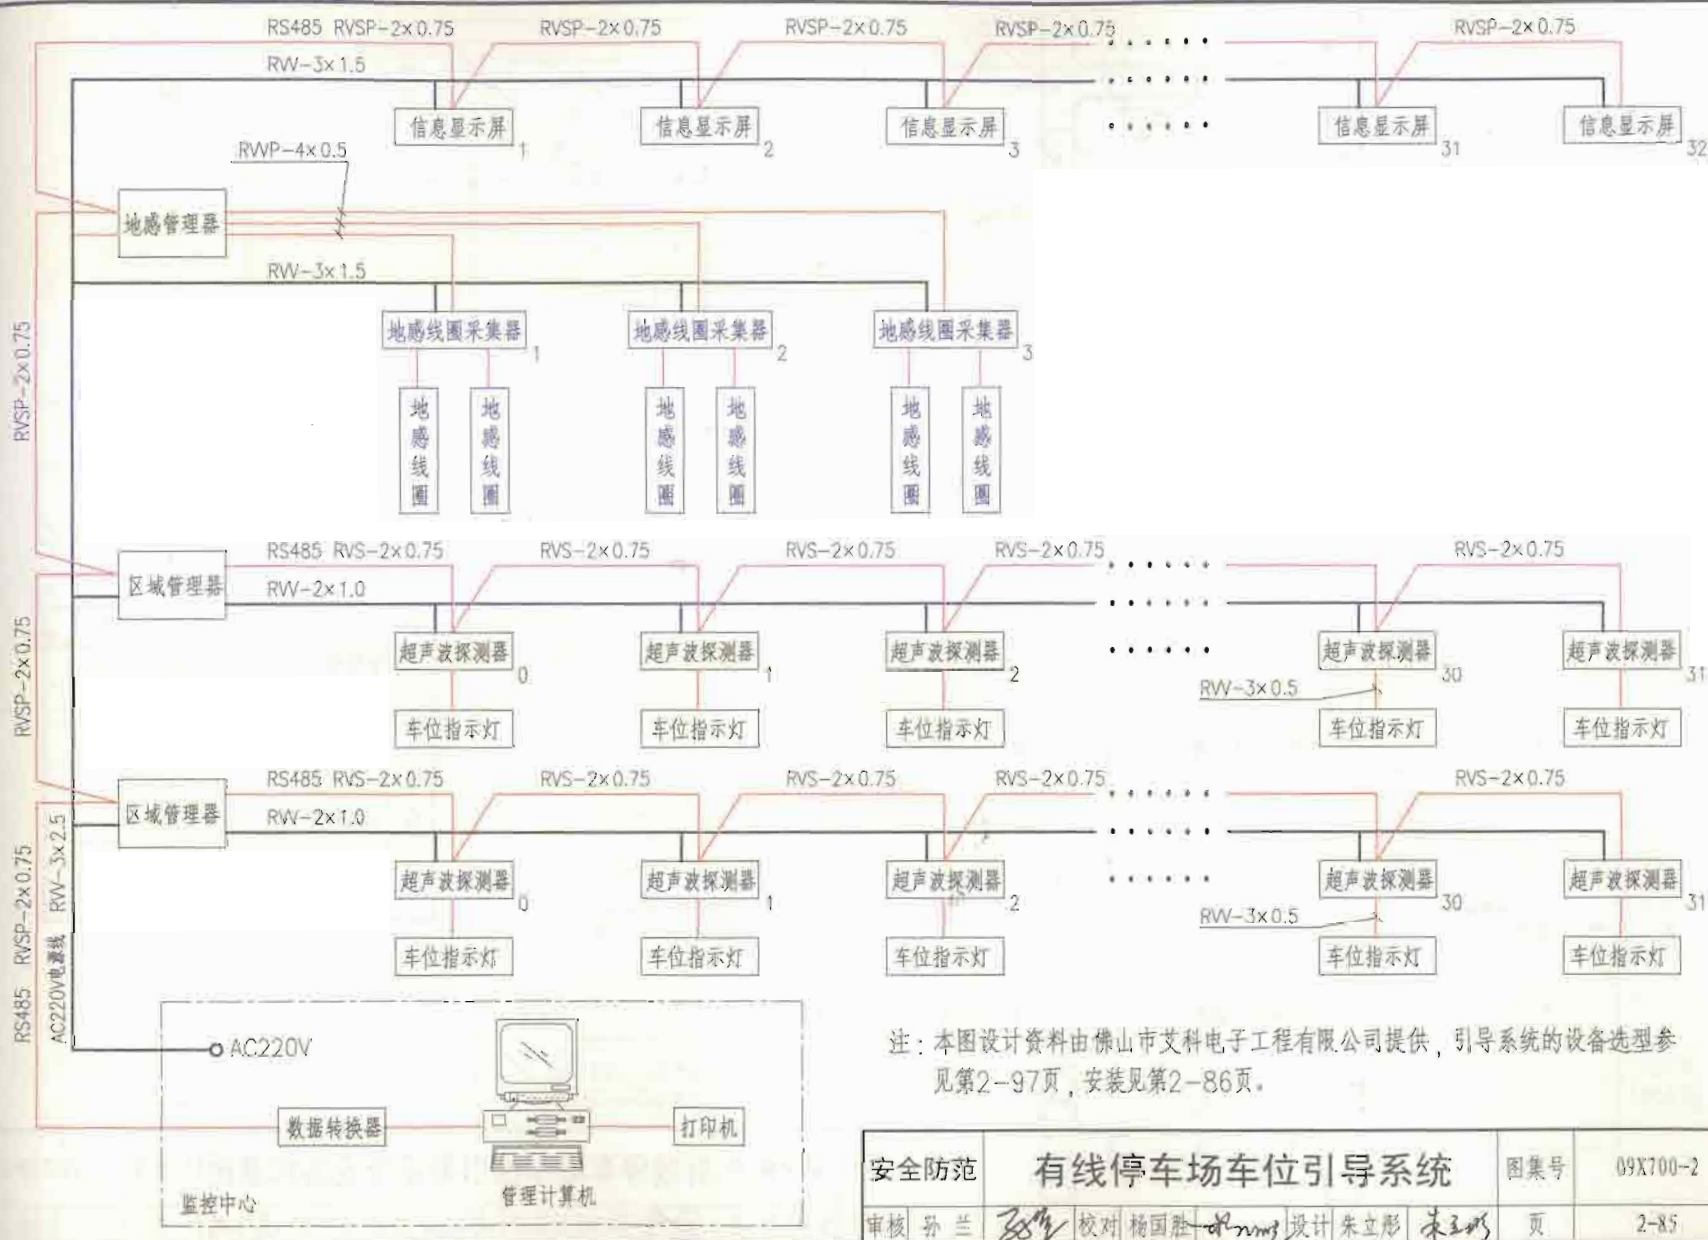 RS485 RVSP-2×0.75 RVSP-2×0.75 RVSP-2×0.75 RVSP-2×0.75 RVSP-2×0.75
RVV-3×1.5
信息显示屏 1 信息显示屏 2 信息显示屏 3 信息显示屏 31 信息显示屏 32
RVVP-4×0.5
地感管理器
RVV-3×1.5
地感线圈采集器 1 地感线圈采集器 2 地感线圈采集器 3
地感线圈 地感线圈 地感线圈 地感线圈 地感线圈 地感线圈
RVSP-2×0.75
RS485 RVS-2×0.75 RVS-2×0.75 RVS-2×0.75 RVS-2×0.75 RVS-2×0.75
区域管理器
RVV-2×1.0
超声波探测器 0 超声波探测器 1 超声波探测器 2 超声波探测器 30 超声波探测器 31
RVV-3×0.5
车位指示灯 车位指示灯 车位指示灯 车位指示灯 车位指示灯
RVSP-2×0.75
RS485 RVS-2×0.75 RVS-2×0.75 RVS-2×0.75 RVS-2×0.75 RVS-2×0.75
区域管理器
RVV-2×1.0
超声波探测器 0 超声波探测器 1 超声波探测器 2 超声波探测器 30 超声波探测器 31
RVV-3×0.5
车位指示灯 车位指示灯 车位指示灯 车位指示灯 车位指示灯
RS485 RVSP-2×0.75
AC220V电源线 RVV-3×2.5
AC220V
数据转换器 打印机
管理计算机
监控中心
注：本图设计资料由佛山市艾科电子工程有限公司提供，引导系统的设备选型参
见第2-97页，安装见第2-86页。
安全防范 有线停车场车位引导系统 图集号 09X700-2
审核 孙兰 校对 杨国胜 设计 朱立彤 朱立彤 页 2-85